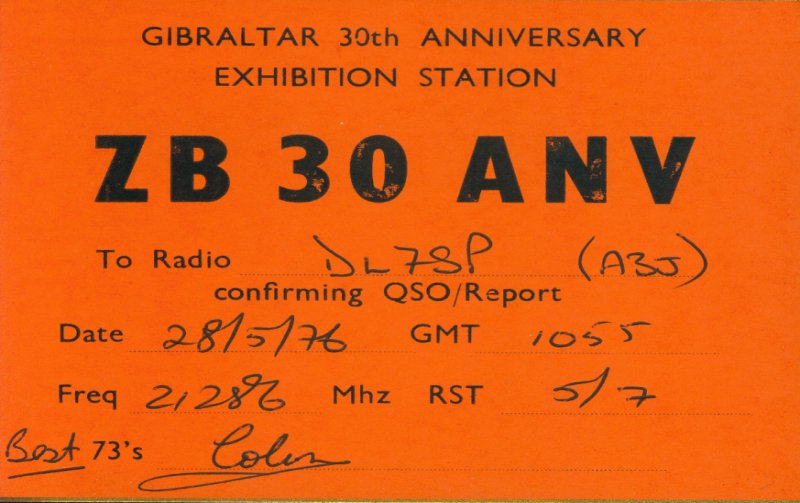 GIBRALTAR 30th ANNIVERSARY
EXHIBITION STATION
ZB 30 ANV
To Radio DL7SP (A3J)
confirming QSO/Report
Date 28/5/76 GMT 1055
Freq 21286 Mhz RST 5/7
Best 73's Colin